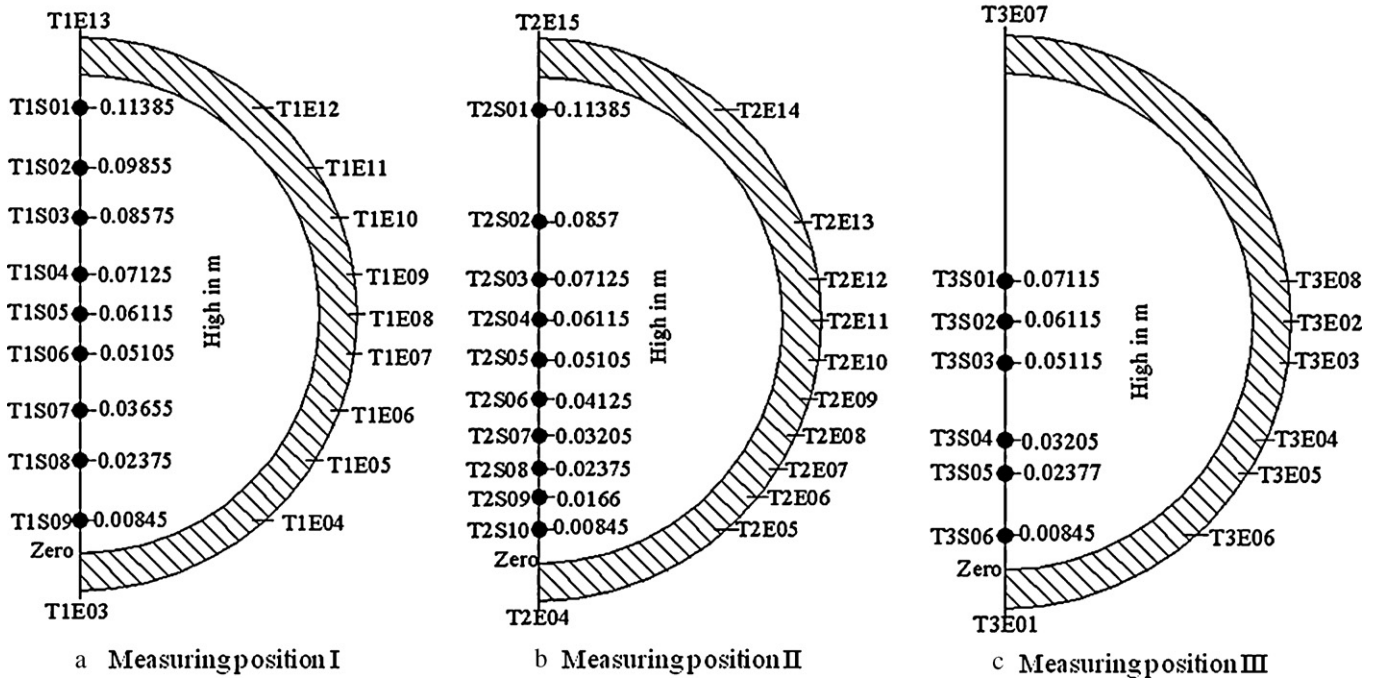 T1E13
T1S01 0.11385 T1E12
T1S02 0.09855 T1E11
T1S03 0.08575 T1E10
T1S04 0.07125 T1E09
T1S05 0.06115 T1E08
T1S06 0.05105 T1E07
T1S07 0.03655 T1E06
T1S08 0.02375 T1E05
T1S09 0.00845 T1E04
High in m
Zero
T1E03
a Measuring position I
T2E15
T2S01 0.11385 T2E14
T2S02 0.0857 T2E13
T2S03 0.07125 T2E12
T2S04 0.06115 T2E11
T2S05 0.05105 T2E10
T2S06 0.04125 T2E09
T2S07 0.03205 T2E08
T2S08 0.02375 T2E07
T2S09 0.0166 T2E06
T2S10 0.00845 T2E05
High in m
Zero
T2E04
b Measuring position II
T3E07
T3S01 0.07115 T3E08
T3S02 0.06115 T3E02
T3S03 0.05115 T3E03
T3S04 0.03205 T3E04
T3S05 0.02377 T3E05
T3S06 0.00845 T3E06
High in m
Zero
T3E01
c Measuring position III